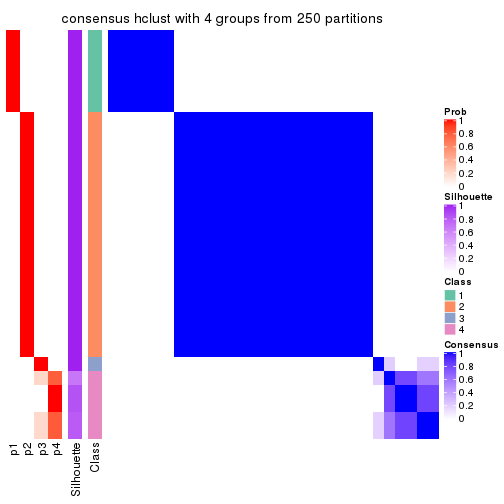 consensus hclust with 4 groups from 250 partitions
Prob
1
0.8
0.6
0.4
0.2
0
Silhouette
1
0.8
0.6
0.4
0.2
0
Class
1
2
3
4
Consensus
1
0.8
0.6
0.4
0.2
0
p1
p2
p3
p4
Silhouette
Class